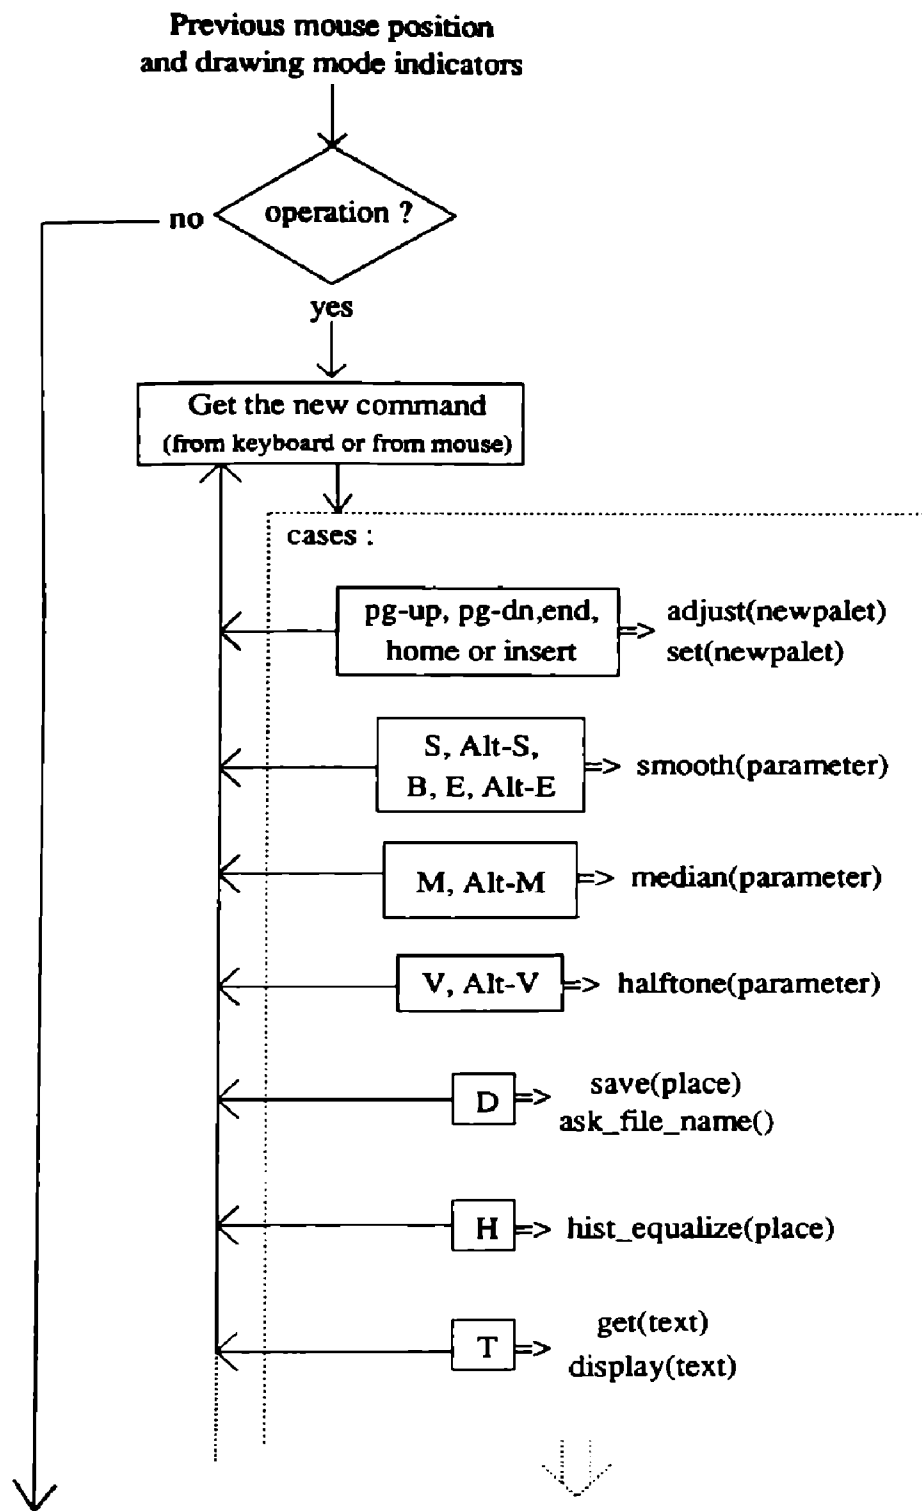 Previous mouse position
and drawing mode indicators
no
operation ?
yes
Get the new command
(from keyboard or from mouse)
cases :
pg-up, pg-dn,end,
home or insert
=> adjust(newpalet)
set(newpalet)
S, Alt-S,
B, E, Alt-E
=> smooth(parameter)
M, Alt-M => median(parameter)
V, Alt-V => halftone(parameter)
D => save(place)
ask_file_name()
H => hist_equalize(place)
T => get(text)
display(text)